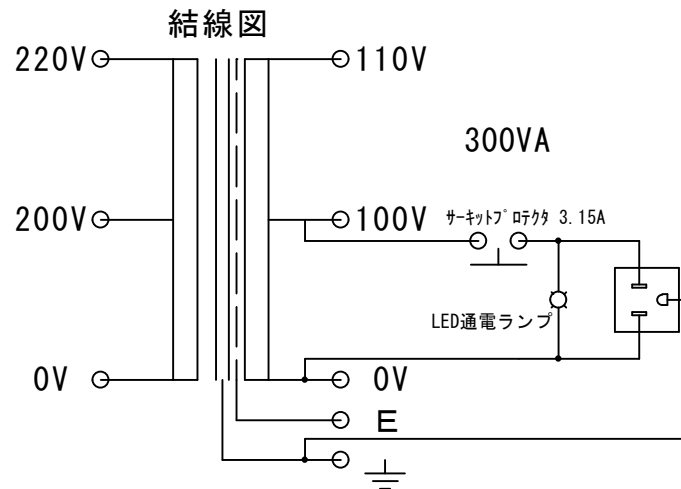 結線図
220V
110V
300VA
200V
100V
サーキットプロテクタ 3.15A
LED通電ランプ
0V
0V
E